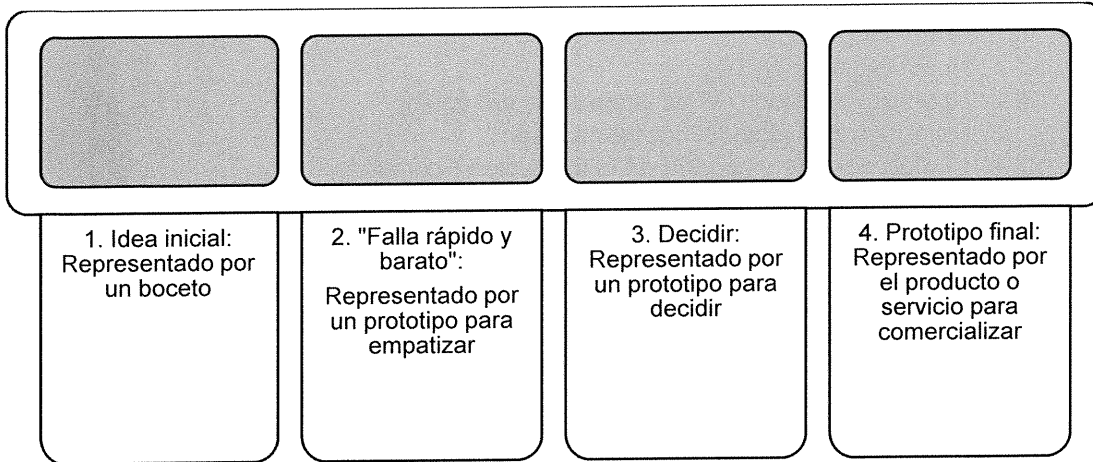 1. Idea inicial:
Representado por
un boceto
2. "Falla rápido y
barato":
Representado por
un prototipo para
empatizar
3. Decidir:
Representado por
un prototipo para
decidir
4. Prototipo final:
Representado por
el producto o
servicio para
comercializar